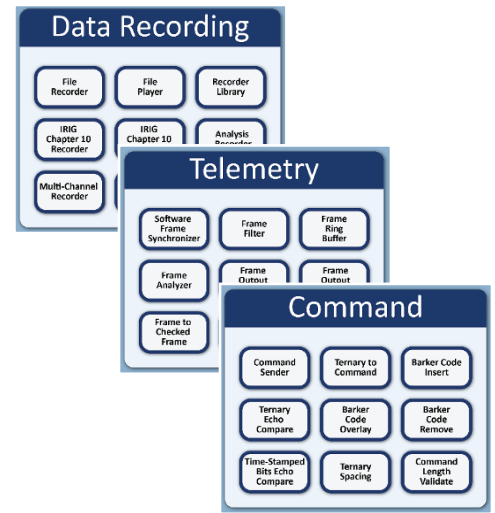 Data Recording
File
Recorder
File
Player
Recorder
Library
IRIG
Chapter 10
Recorder
IRIG
Chapter 10
Analysis
Multi-Channel
Recorder
Telemetry
Software
Frame
Synchronizer
Frame
Filter
Frame
Ring
Buffer
Frame
Analyzer
Frame
Output
Frame
Output
Frame to
Checked
Frame
Command
Command
Sender
Ternary to
Command
Barker Code
Insert
Ternary
Echo
Compare
Barker
Code
Overlay
Barker
Code
Remove
Time-Stamped
Bits Echo
Compare
Ternary
Spacing
Command
Length
Validate